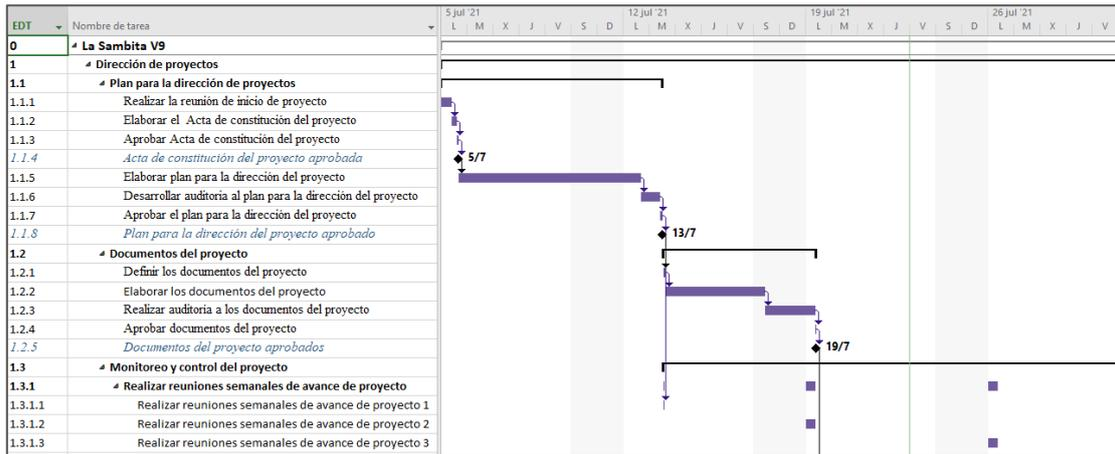 5 jul '21 12 jul '21 19 jul '21 26 jul '21
EDT Nombre de tarea L M X J V S D L M X J V S D L M X J V S D L M X J V
0 La Sambita V9
1 Dirección de proyectos
1.1 Plan para la dirección de proyectos
1.1.1 Realizar la reunión de inicio de proyecto
1.1.2 Elaborar el Acta de constitución del proyecto
1.1.3 Aprobar Acta de constitución del proyecto
1.1.4 Acta de constitución del proyecto aprobada 5/7
1.1.5 Elaborar plan para la dirección del proyecto
1.1.6 Desarrollar auditoria al plan para la dirección del proyecto
1.1.7 Aprobar el plan para la dirección del proyecto
1.1.8 Plan para la dirección del proyecto aprobado 13/7
1.2 Documentos del proyecto
1.2.1 Definir los documentos del proyecto
1.2.2 Elaborar los documentos del proyecto
1.2.3 Realizar auditoria a los documentos del proyecto
1.2.4 Aprobar documentos del proyecto
1.2.5 Documentos del proyecto aprobados 19/7
1.3 Monitoreo y control del proyecto
1.3.1 Realizar reuniones semanales de avance de proyecto
1.3.1.1 Realizar reuniones semanales de avance de proyecto 1
1.3.1.2 Realizar reuniones semanales de avance de proyecto 2
1.3.1.3 Realizar reuniones semanales de avance de proyecto 3